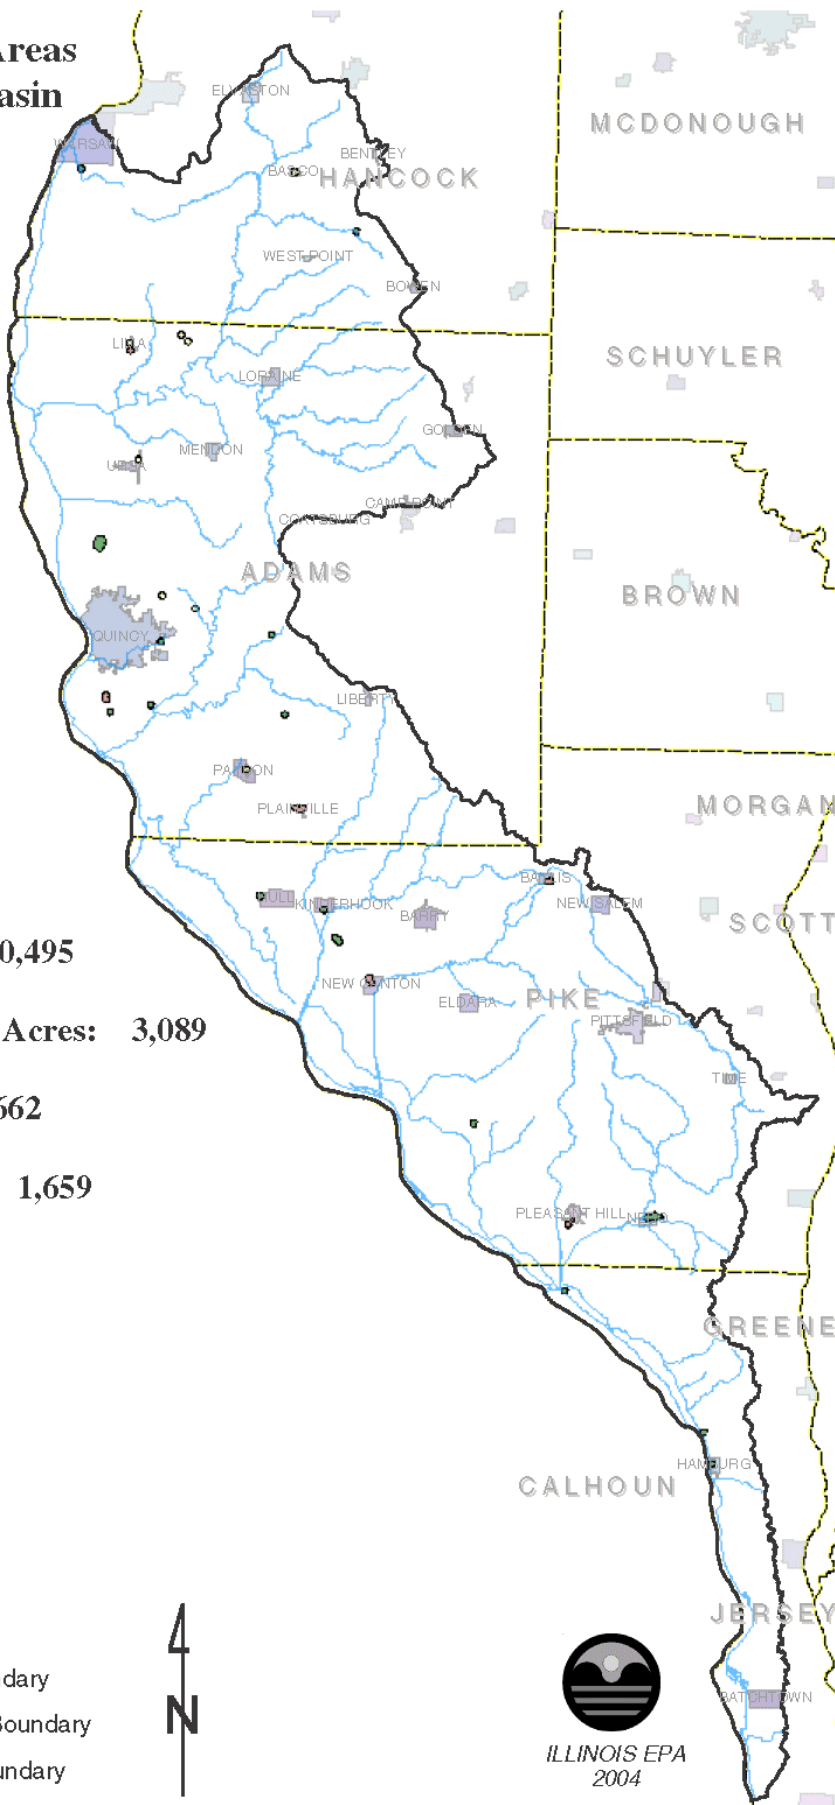 Areas
asin
ELVASTON
MCDONOUGH
WARSAW
BENTLEY
BASCO
HANCOCK
WEST POINT
BOWEN
LIMA
SCHUYLER
LORAINE
GOLDEN
MENDON
URSA
CAMP POINT
COATSBURG
ADAMS
BROWN
QUINCY
LIBERTY
PAYSON
PLAINVILLE
MORGAN
BAYLIS
HULL
KINDERHOOK
NEW SALEM
BARRY
SCOTT
0,495
NEW CANTON
ELDARA
PIKE
PITTSFIELD
Acres: 3,089
TIME
662
1,659
PLEASANT HILL
NEBO
GREENE
HAMBURG
CALHOUN
JERSEY
dary
Boundary
undary
N
BATCHTOWN
ILLINOIS EPA
2004